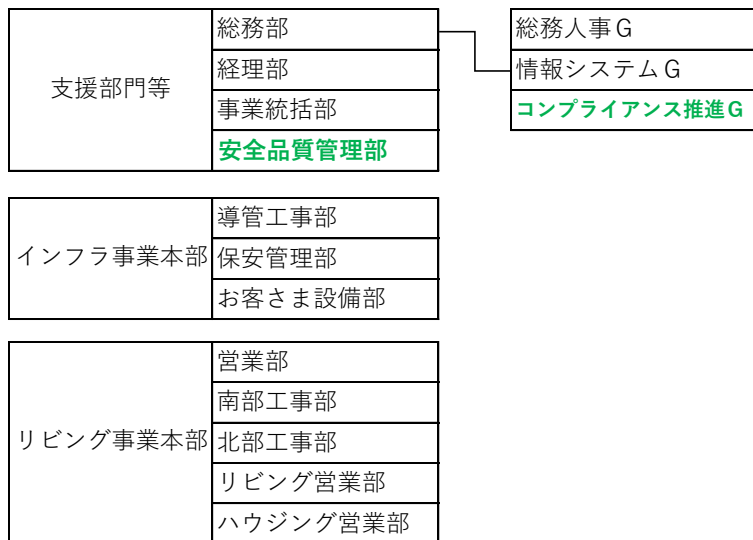 支援部門等
総務部
経理部
事業統括部
安全品質管理部
総務人事G
情報システムG
コンプライアンス推進G
インフラ事業本部
導管工事部
保安管理部
お客さま設備部
リビング事業本部
営業部
南部工事部
北部工事部
リビング営業部
ハウジング営業部